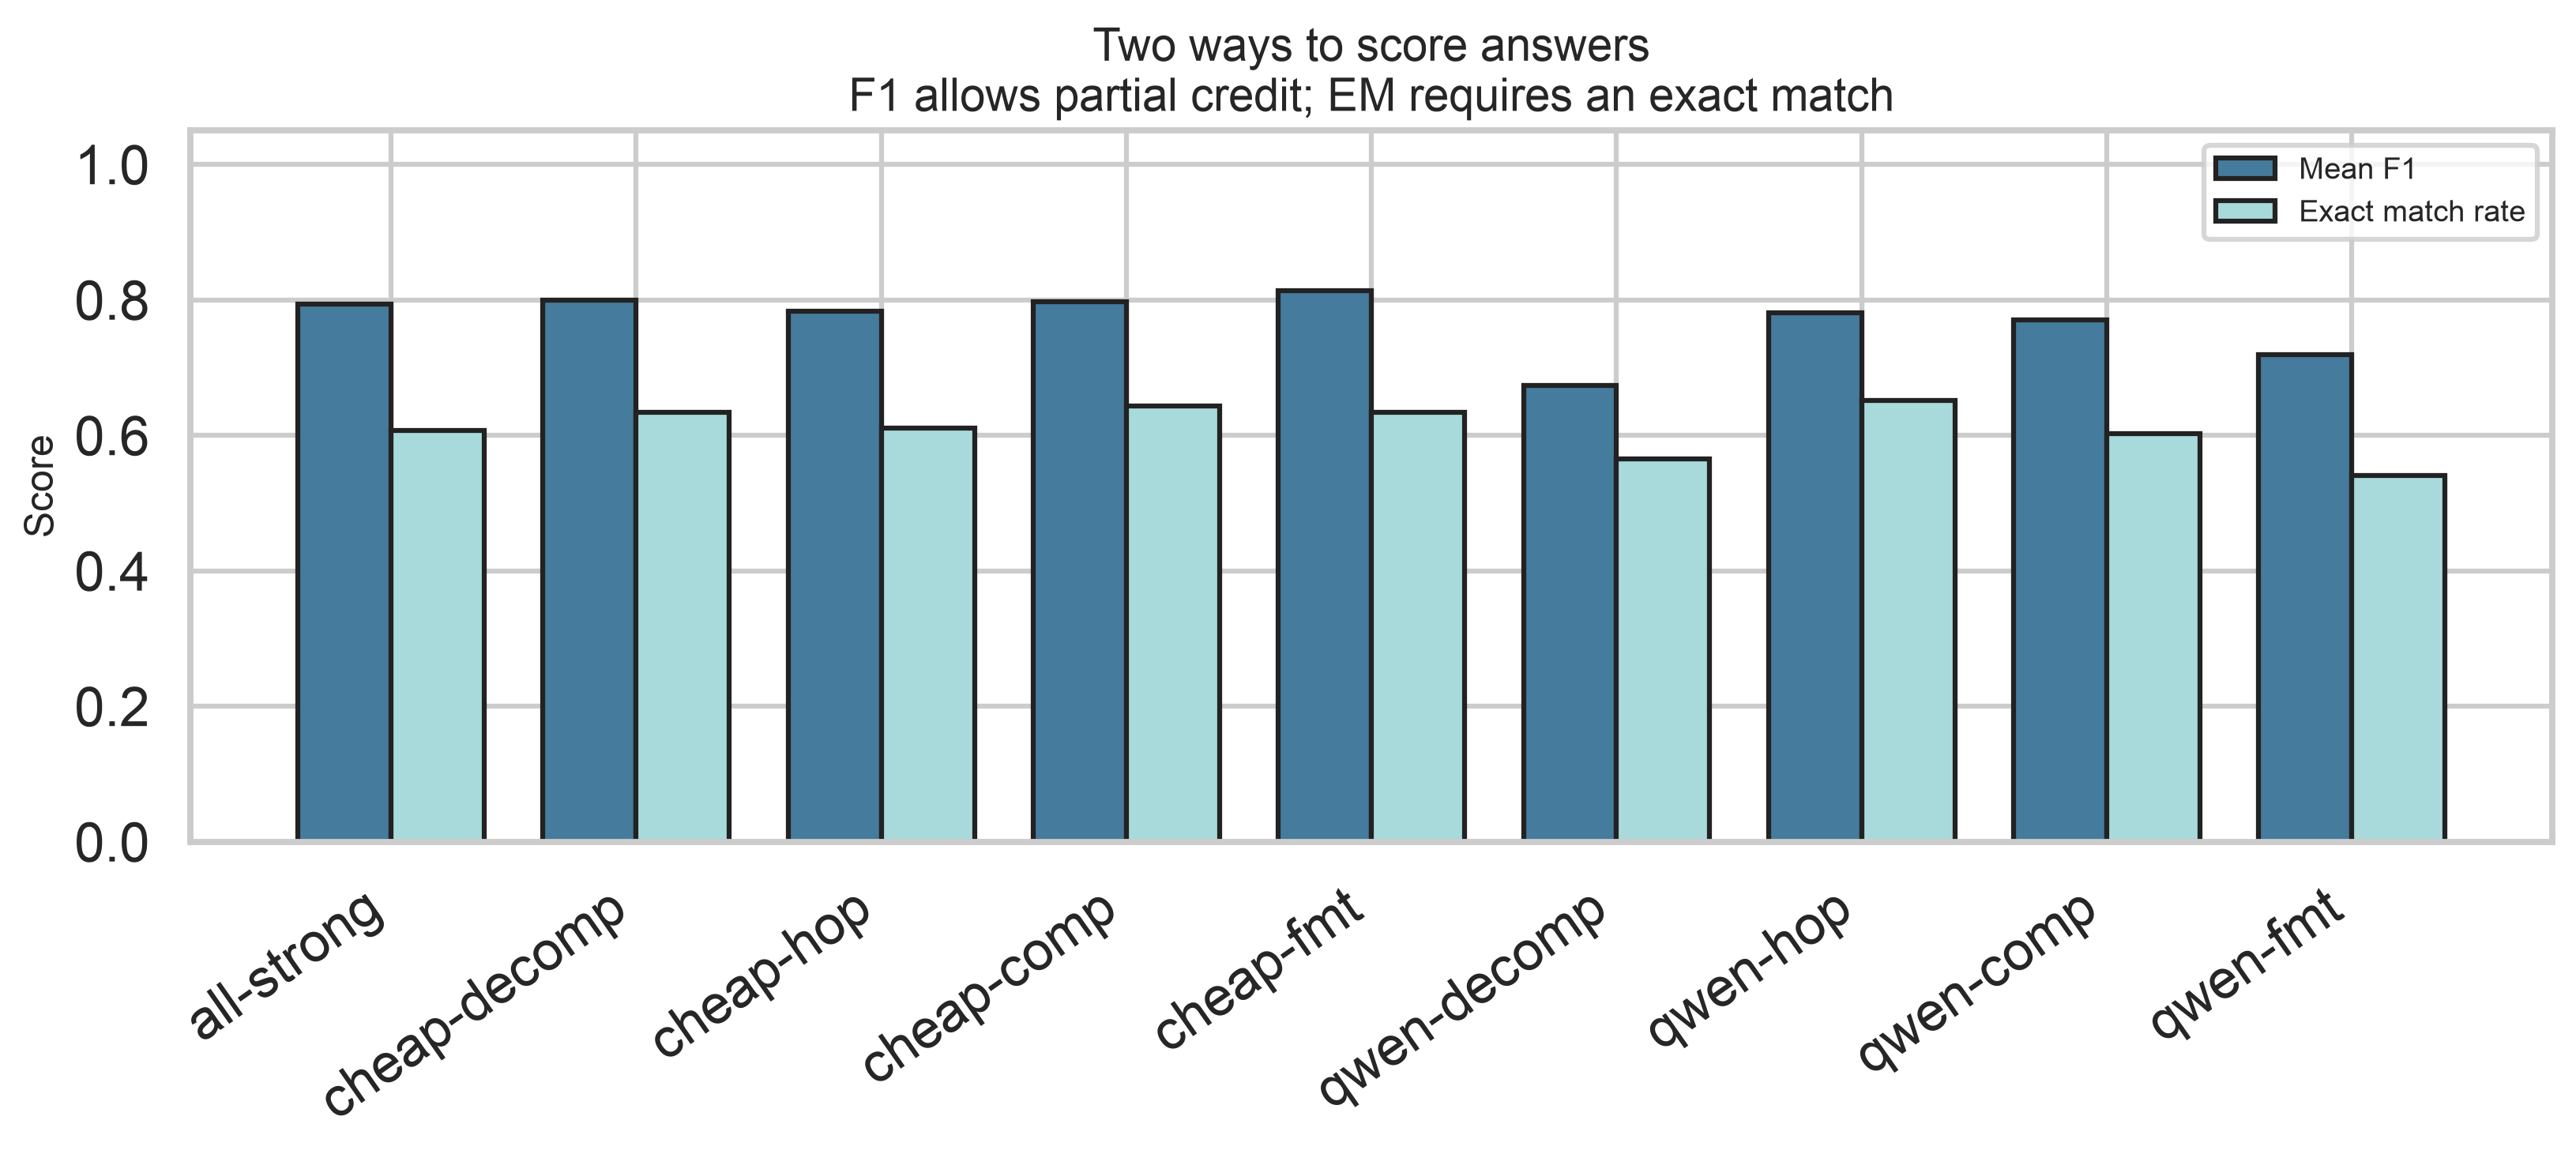 Two ways to score answers
F1 allows partial credit; EM requires an exact match
Mean F1
Exact match rate
Score
1.0
0.8
0.6
0.4
0.2
0.0
all-strong
cheap-decomp
cheap-hop
cheap-comp
cheap-fmt
qwen-decomp
qwen-hop
qwen-comp
qwen-fmt